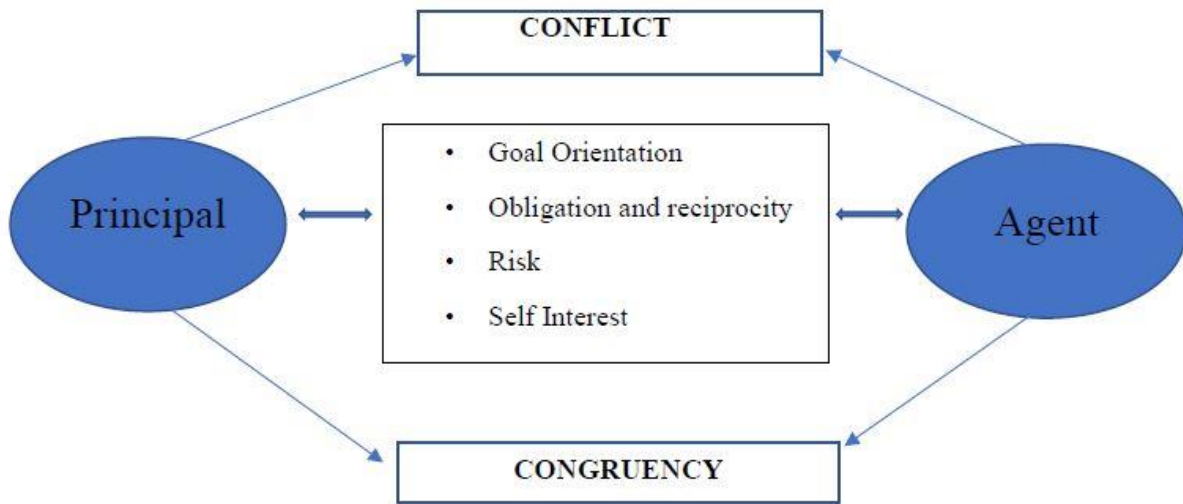 CONFLICT
Principal
• Goal Orientation
• Obligation and reciprocity
• Risk
• Self Interest
Agent
CONGRUENCY